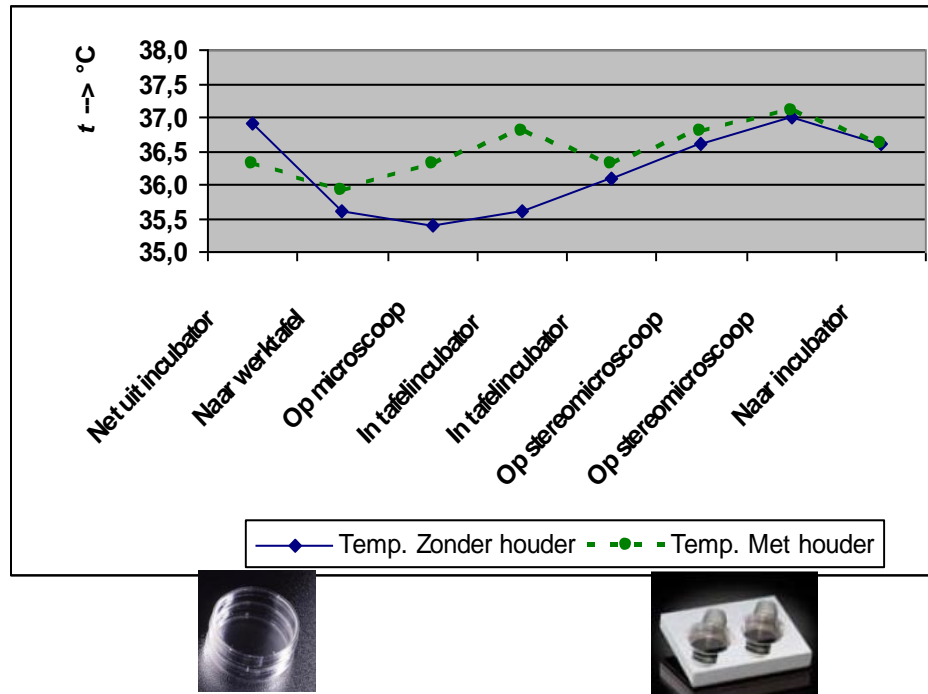 t --> °C
38,0
37,5
37,0
36,5
36,0
35,5
35,0
Net uit incubator
Naar werktafel
Op microscoop
In tafelincubator
In tafelincubator
Op stereomicroscoop
Op stereomicroscoop
Naar incubator
Temp. Zonder houder
Temp. Met houder